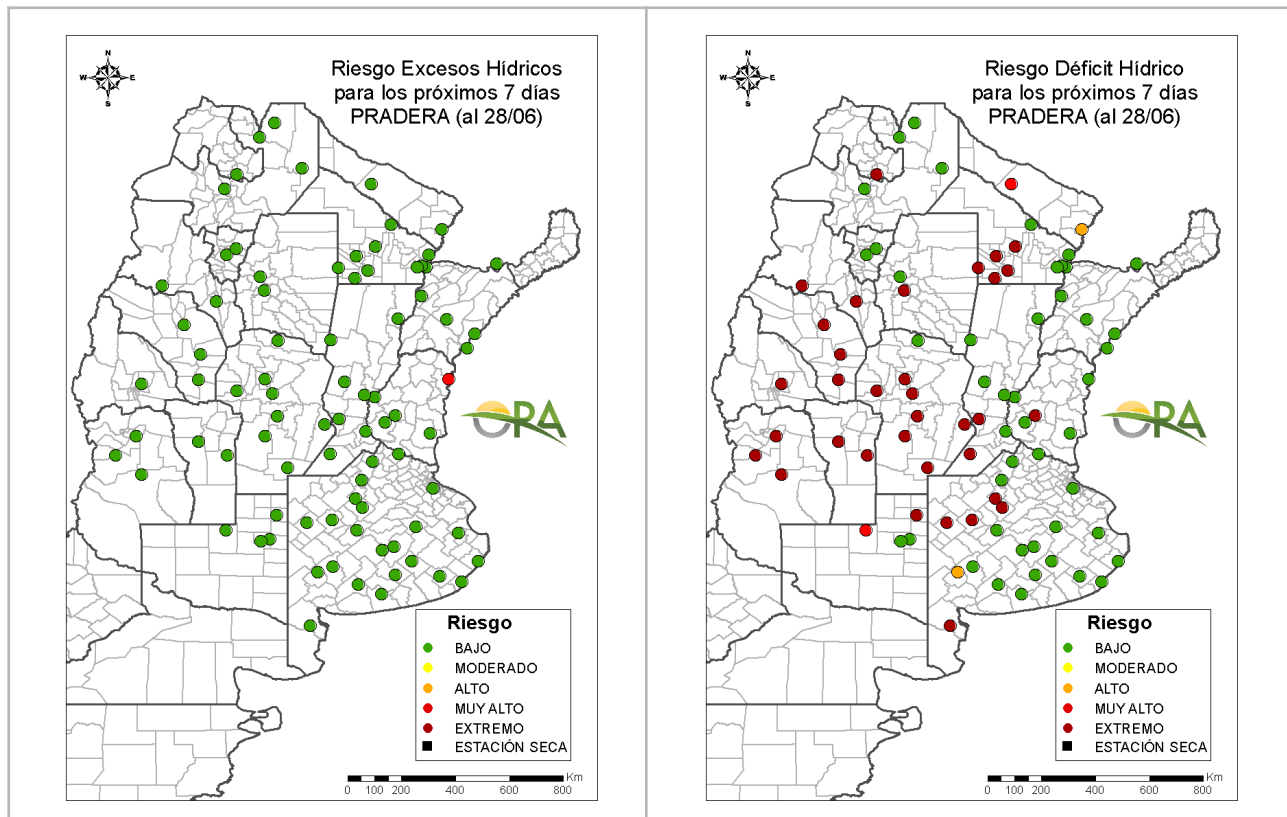 N
W
E
S
Riesgo Excesos Hídricos
para los próximos 7 días
PRADERA (al 28/06)
ORA
Riesgo
BAJO
MODERADO
ALTO
MUY ALTO
EXTREMO
ESTACIÓN SECA
Km
0 100 200 400 600 800
N
W
E
S
Riesgo Déficit Hídrico
para los próximos 7 días
PRADERA (al 28/06)
ORA
Riesgo
BAJO
MODERADO
ALTO
MUY ALTO
EXTREMO
ESTACIÓN SECA
Km
0 100 200 400 600 800